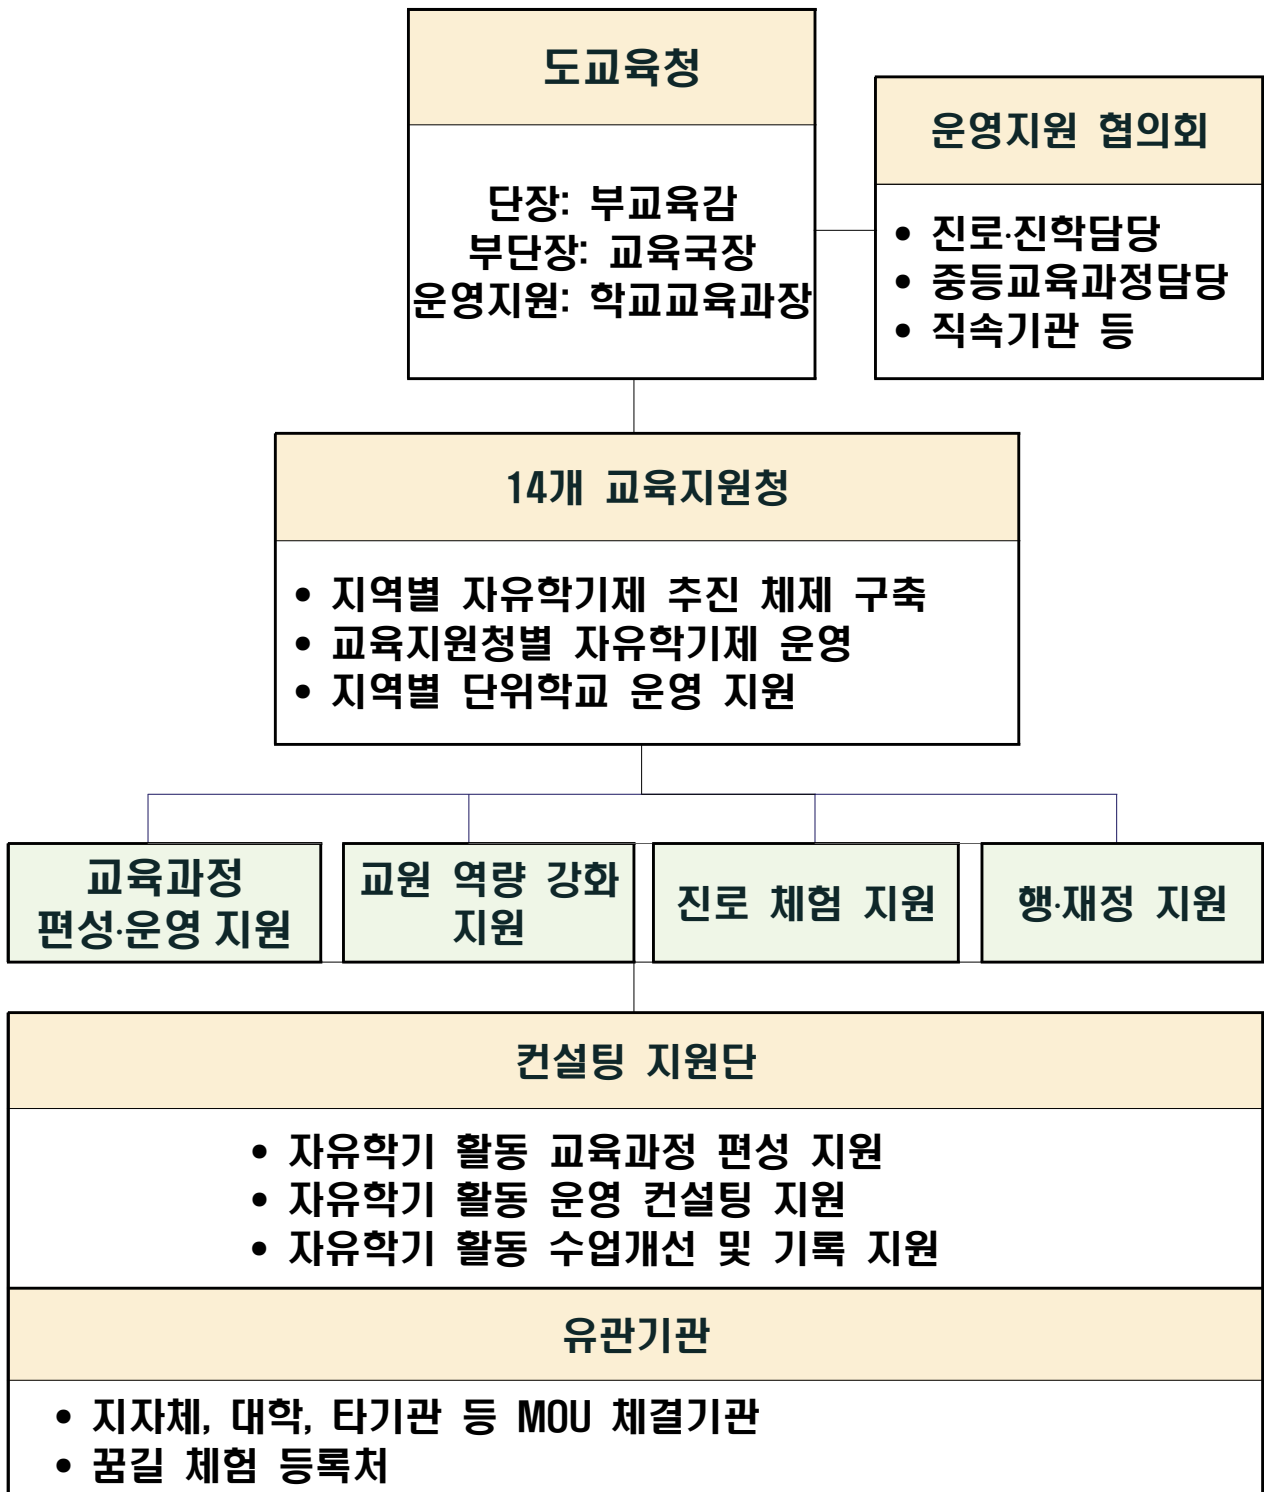 도교육청
단장: 부교육감
부단장: 교육국장
운영지원: 학교교육과장
운영지원 협의회
• 진로·진학담당
• 중등교육과정담당
• 직속기관 등
14개 교육지원청
• 지역별 자유학기제 추진 체제 구축
• 교육지원청별 자유학기제 운영
• 지역별 단위학교 운영 지원
교육과정
편성·운영 지원
교원 역량 강화
지원
진로 체험 지원
행·재정 지원
컨설팅 지원단
• 자유학기 활동 교육과정 편성 지원
• 자유학기 활동 운영 컨설팅 지원
• 자유학기 활동 수업개선 및 기록 지원
유관기관
• 지자체, 대학, 타기관 등 MOU 체결기관
• 꿈길 체험 등록처